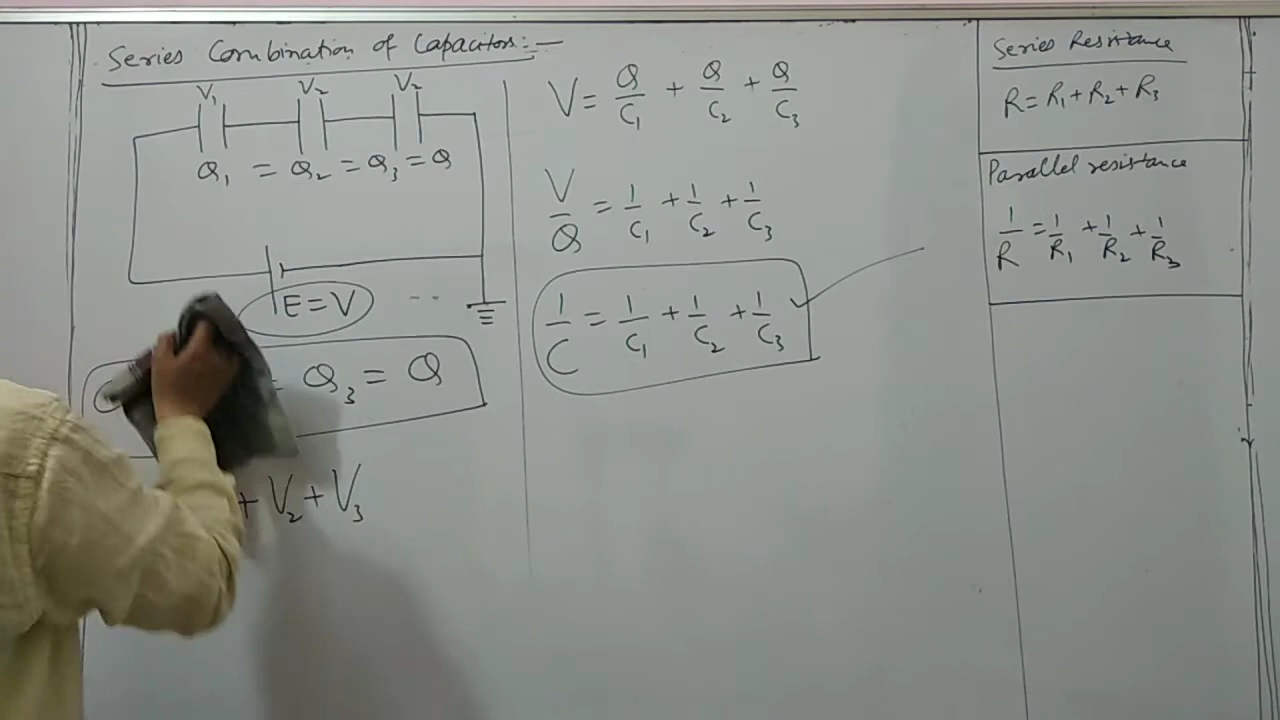 Series Combination of Capacitors:-
V₁ V₂ V₂
Q₁ = Q₂ = Q₃ = Q
E = V
= Q₃ = Q
+ V₂ + V₃
V = Q/C₁ + Q/C₂ + Q/C₃
V/Q = 1/C₁ + 1/C₂ + 1/C₃
1/C = 1/C₁ + 1/C₂ + 1/C₃
Series Resistance
R = R₁ + R₂ + R₃
Parallel resistance
1/R = 1/R₁ + 1/R₂ + 1/R₃